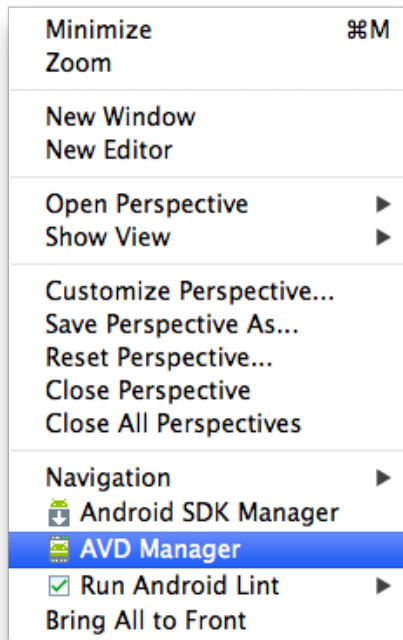 Minimize ⌘M
Zoom
New Window
New Editor
Open Perspective
Show View
Customize Perspective...
Save Perspective As...
Reset Perspective...
Close Perspective
Close All Perspectives
Navigation
Android SDK Manager
AVD Manager
Run Android Lint
Bring All to Front